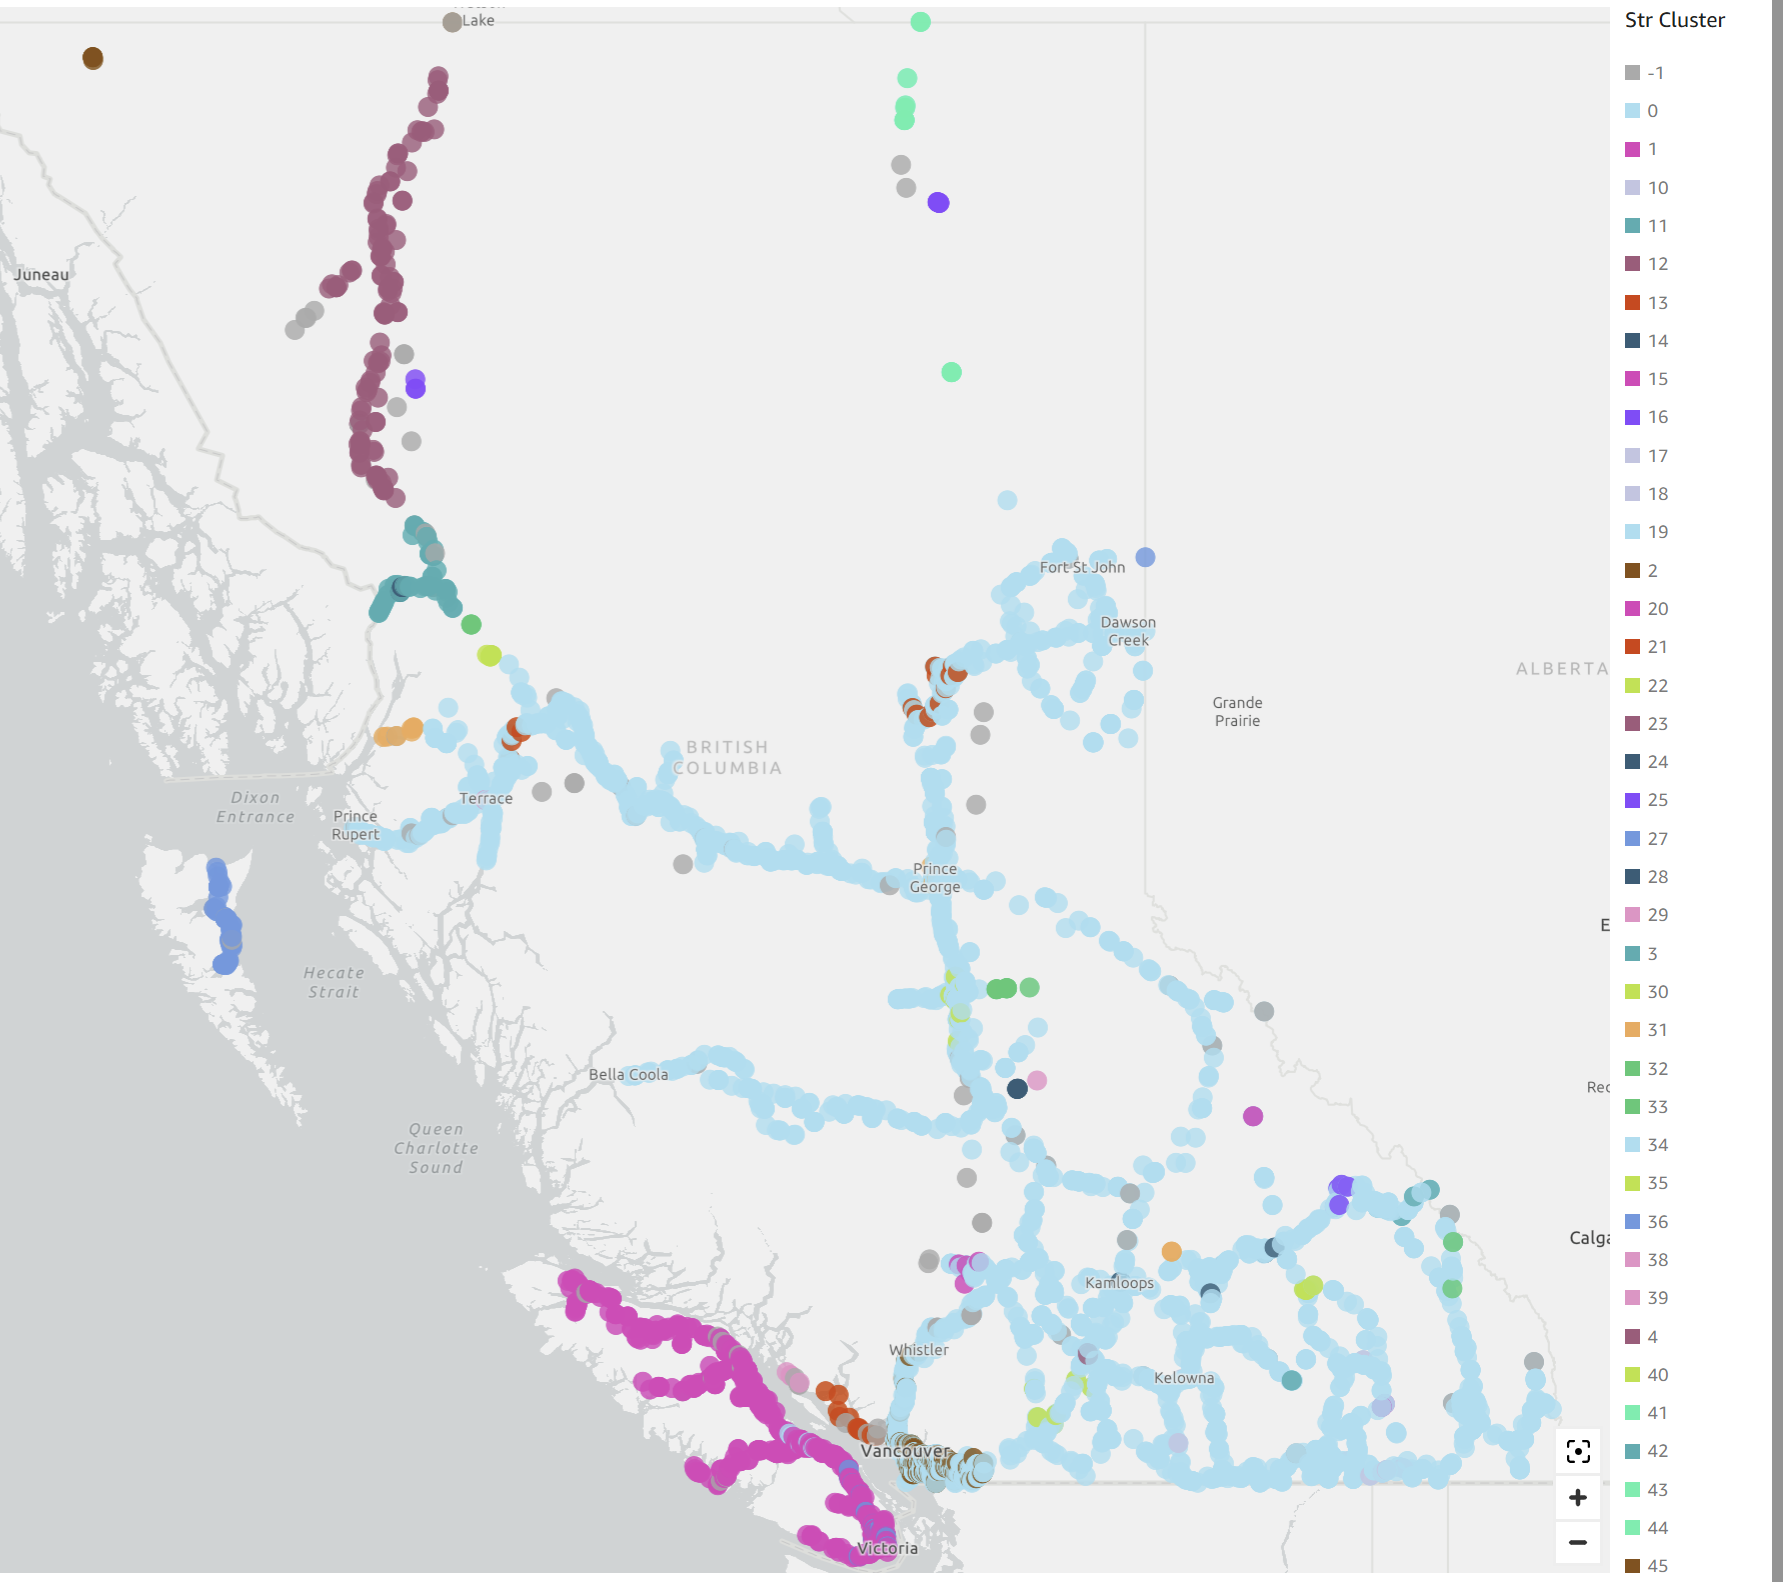 Lake
Juneau
Fort St John
Dawson
Creek
ALBERTA
Grande
Prairie
BRITISH
COLUMBIA
Terrace
Dixon
Entrance
Prince
Rupert
Prince
George
E
Hecate
Strait
Bella Coola
Rec
Queen
Charlotte
Sound
Calga
Kamloops
Whistler
Kelowna
Vancouver
Victoria
+
−
Str Cluster
-1
0
1
10
11
12
13
14
15
16
17
18
19
2
20
21
22
23
24
25
27
28
29
3
30
31
32
33
34
35
36
38
39
4
40
41
42
43
44
45